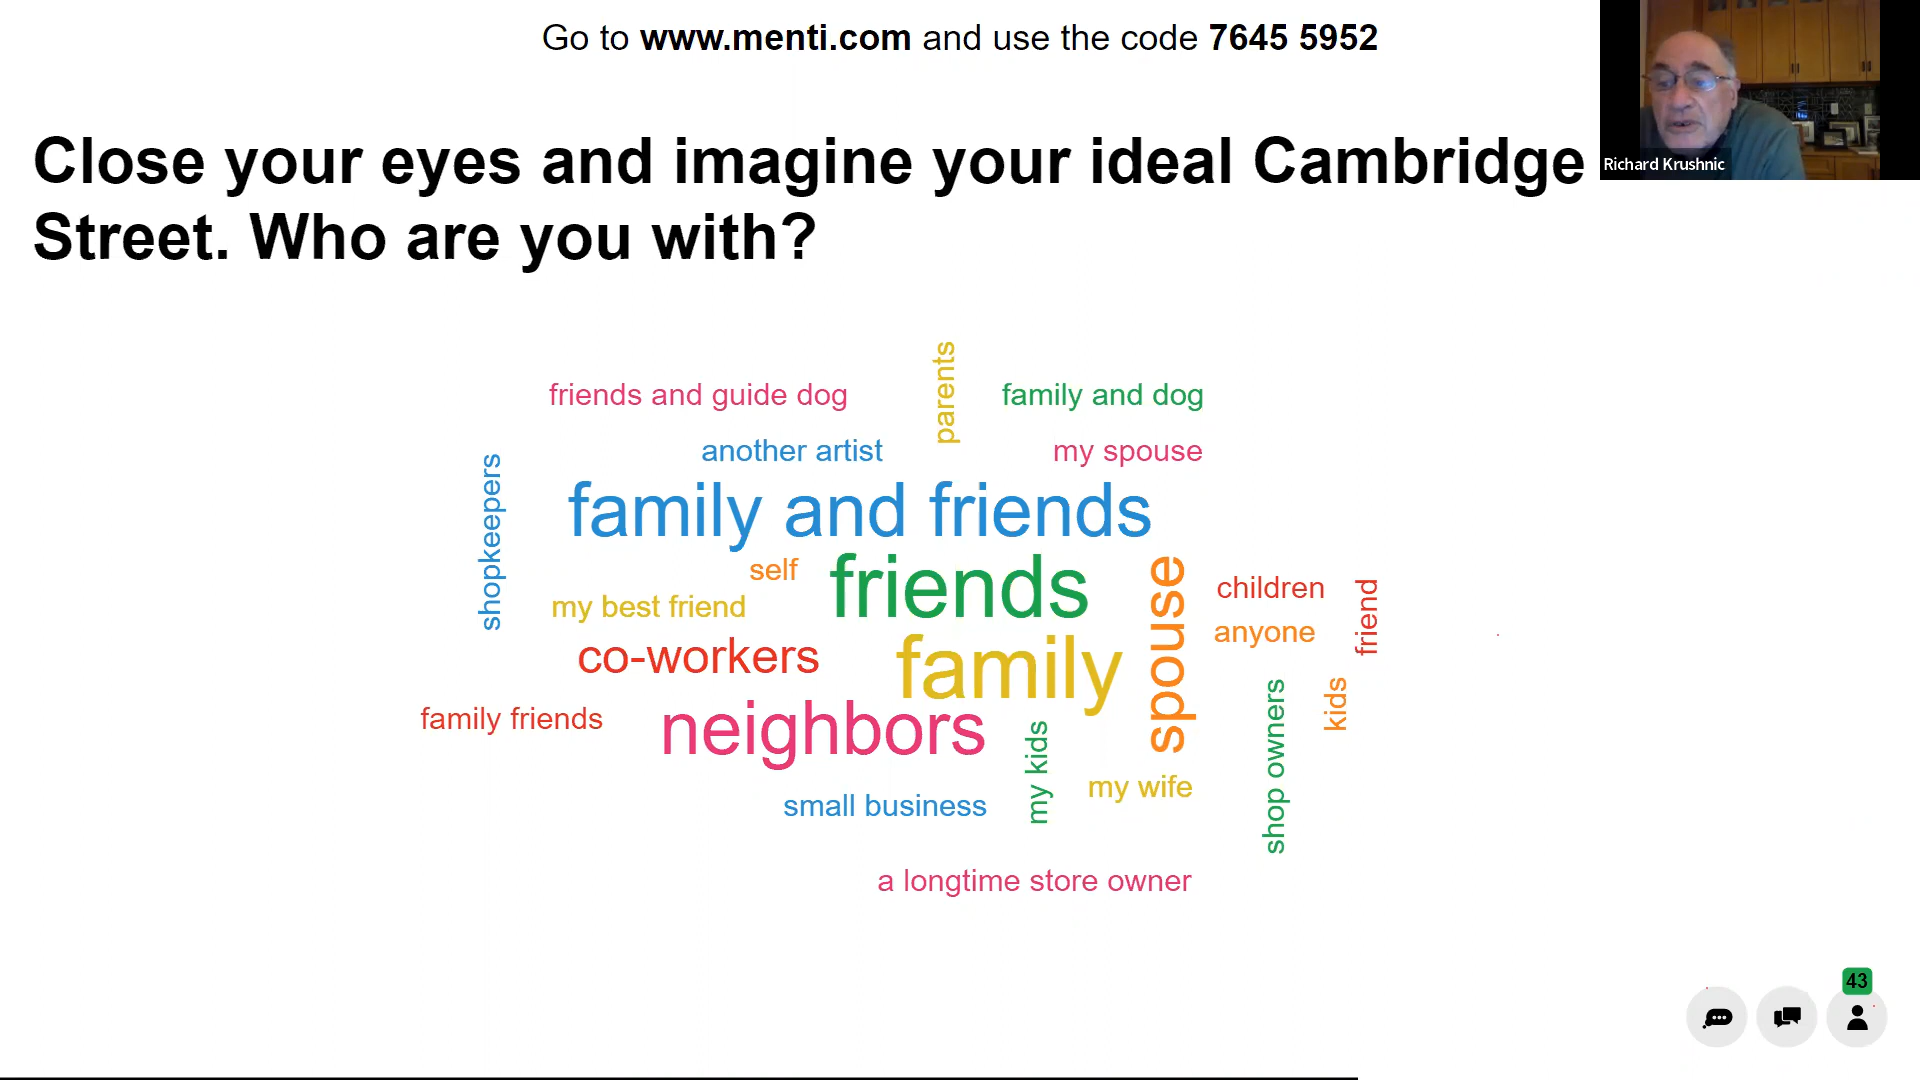 Go to www.menti.com and use the code 7645 5952
Richard Krushnic
Close your eyes and imagine your ideal Cambridge
Street. Who are you with?
parents
friends and guide dog
family and dog
another artist
my spouse
shopkeepers
family and friends
self
friends
spouse
children
friend
my best friend
anyone
co-workers
family
kids
family friends
neighbors
my kids
shop owners
my wife
small business
a longtime store owner
43